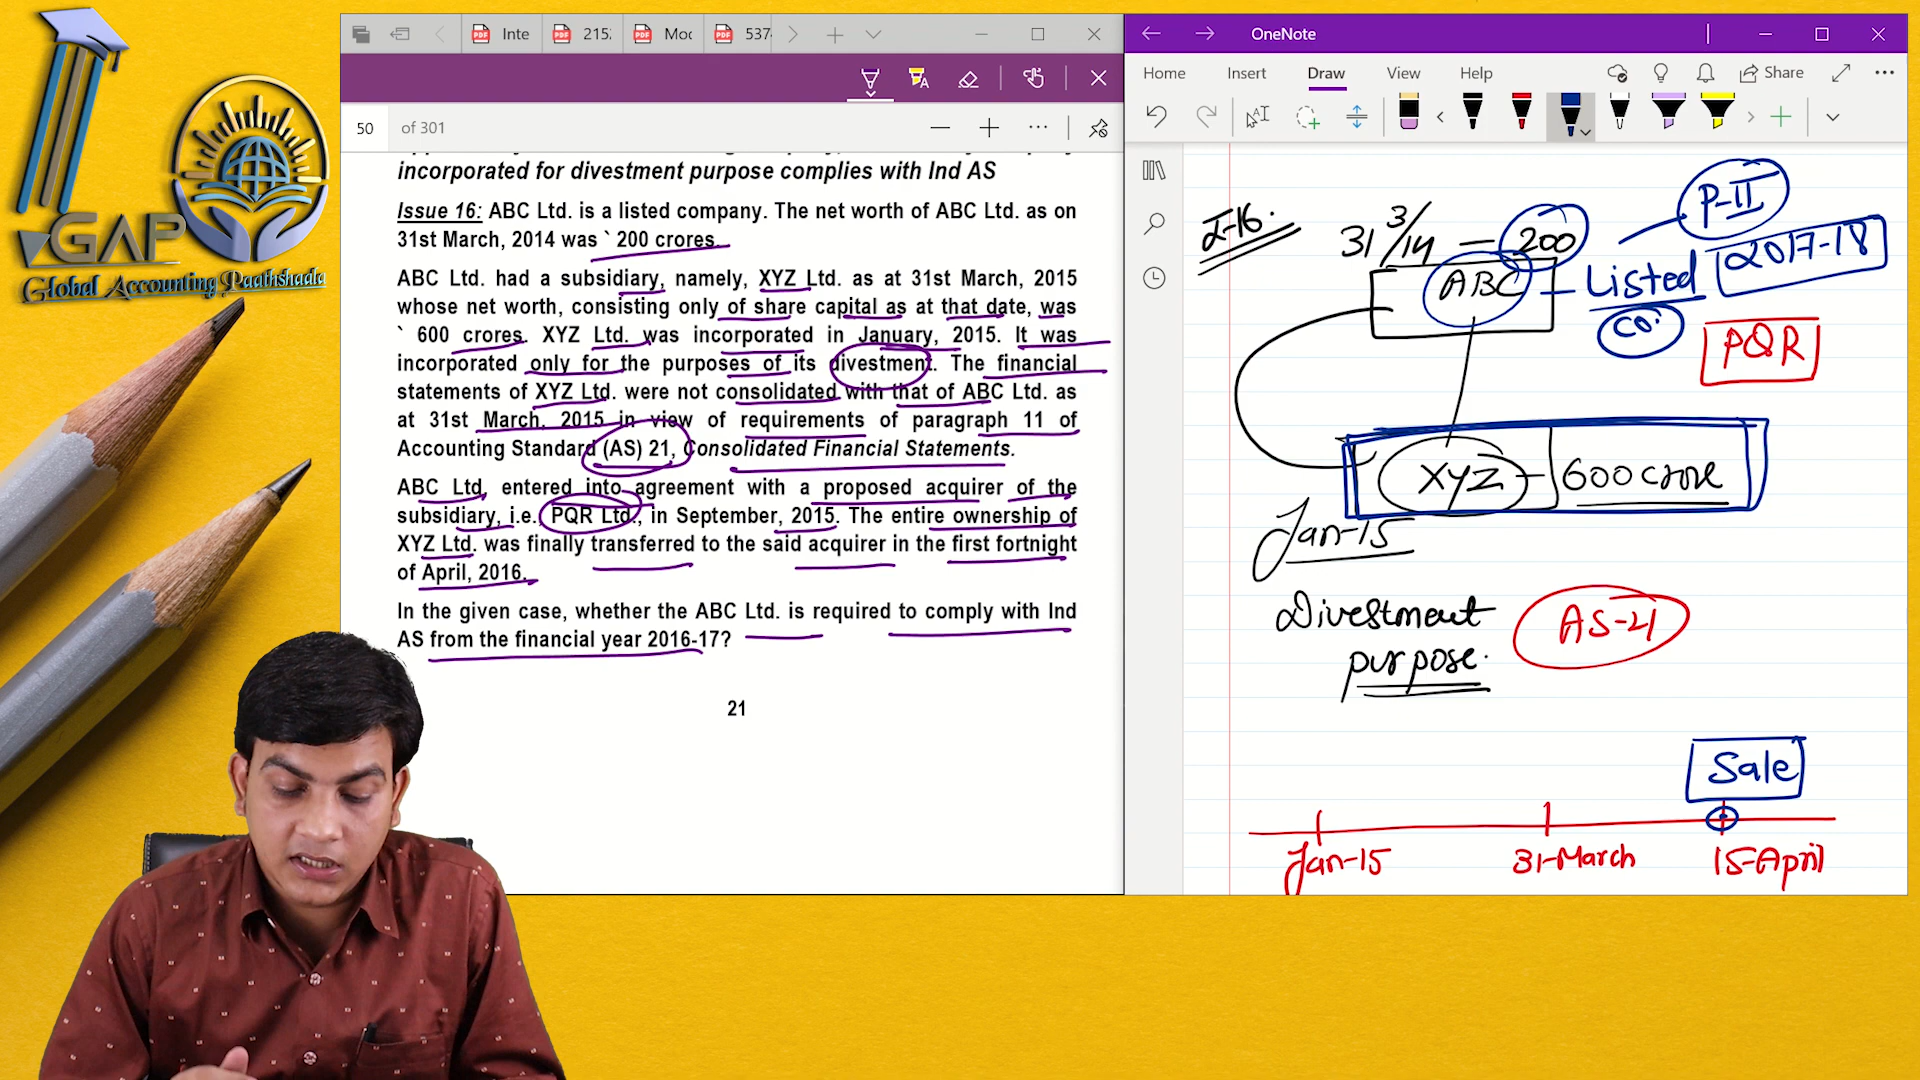 GAP
Global Accounting Paathshada
Inte
215
Moc
537
50 of 301
incorporated for divestment purpose complies with Ind AS
Issue 16: ABC Ltd. is a listed company. The net worth of ABC Ltd. as on
31st March, 2014 was ` 200 crores.
ABC Ltd. had a subsidiary, namely, XYZ Ltd. as at 31st March, 2015
whose net worth, consisting only of share capital as at that date, was
` 600 crores. XYZ Ltd. was incorporated in January, 2015. It was
incorporated only for the purposes of its divestment. The financial
statements of XYZ Ltd. were not consolidated with that of ABC Ltd. as
at 31st March, 2015 in view of requirements of paragraph 11 of
Accounting Standard (AS) 21, Consolidated Financial Statements.
ABC Ltd. entered into agreement with a proposed acquirer of the
subsidiary, i.e. PQR Ltd., in September, 2015. The entire ownership of
XYZ Ltd. was finally transferred to the said acquirer in the first fortnight
of April, 2016.
In the given case, whether the ABC Ltd. is required to comply with Ind
AS from the financial year 2016-17?
21
OneNote
Home Insert Draw View Help Share
I-16.
31 3/14 — 200
P-II
ABC - Listed
2017-18
Co.
PQR
XYZ - 600 crore
Jan-15
Divestment
purpose.
AS-21
Sale
Jan-15 31-March 15-April